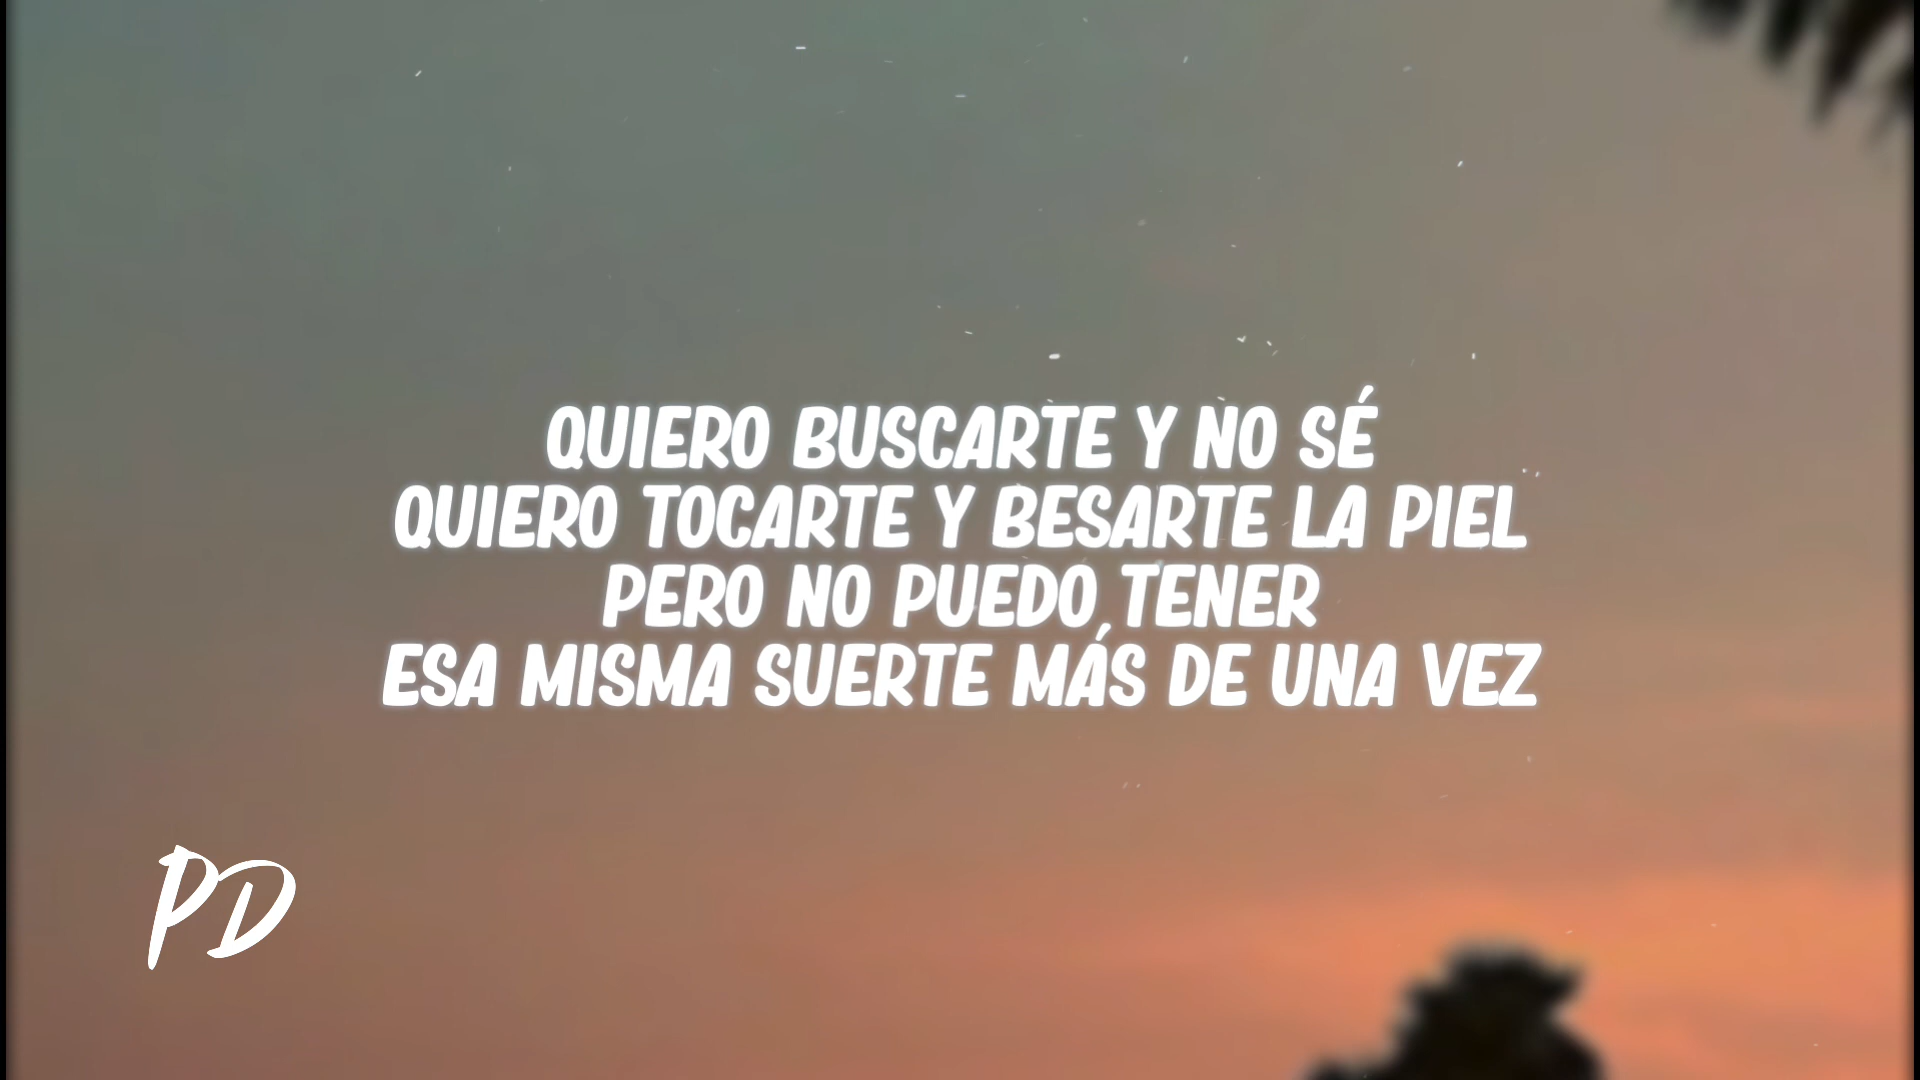 QUIERO BUSCARTE Y NO SÉ
QUIERO TOCARTE Y BESARTE LA PIEL
PERO NO PUEDO TENER
ESA MISMA SUERTE MÁS DE UNA VEZ
PD